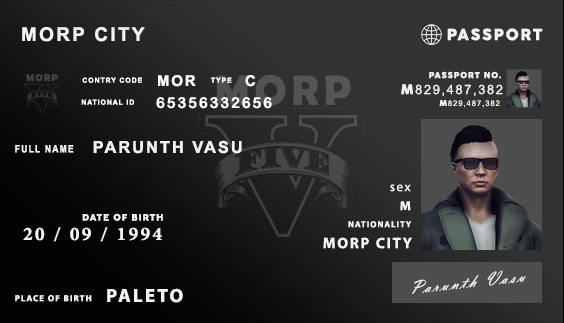 MORP CITY
PASSPORT
MORP
V
CONTRY CODE MOR TYPE C
NATIONAL ID 65356332656
PASSPORT NO.
M829,487,382
M829,487,382
MORP
V
FIVE
FULL NAME PARUNTH VASU
sex
M
NATIONALITY
MORP CITY
DATE OF BIRTH
20 / 09 / 1994
Parunth Vasu
PLACE OF BIRTH PALETO